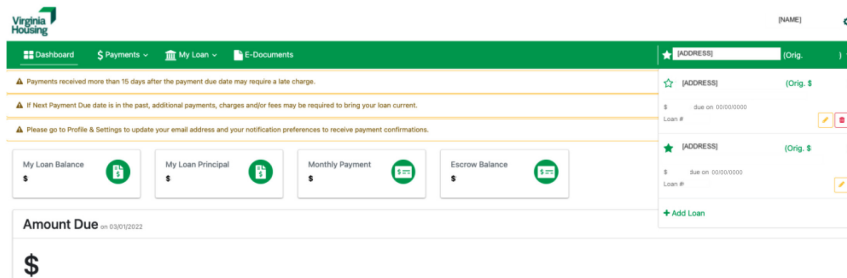 Virginia
Housing
[NAME]
Dashboard
$ Payments
My Loan
E-Documents
[ADDRESS]
(Orig.
)
Payments received more than 15 days after the payment due date may require a late charge.
If Next Payment Due date is in the past, additional payments, charges and/or fees may be required to bring your loan current.
Please go to Profile & Settings to update your email address and your notification preferences to receive payment confirmations.
[ADDRESS]
(Orig. $
$ due on 00/00/0000
Loan #
[ADDRESS]
(Orig. $
$ due on 00/00/0000
Loan #
+ Add Loan
My Loan Balance
$
My Loan Principal
$
Monthly Payment
$
Escrow Balance
$
Amount Due on 03/01/2022
$